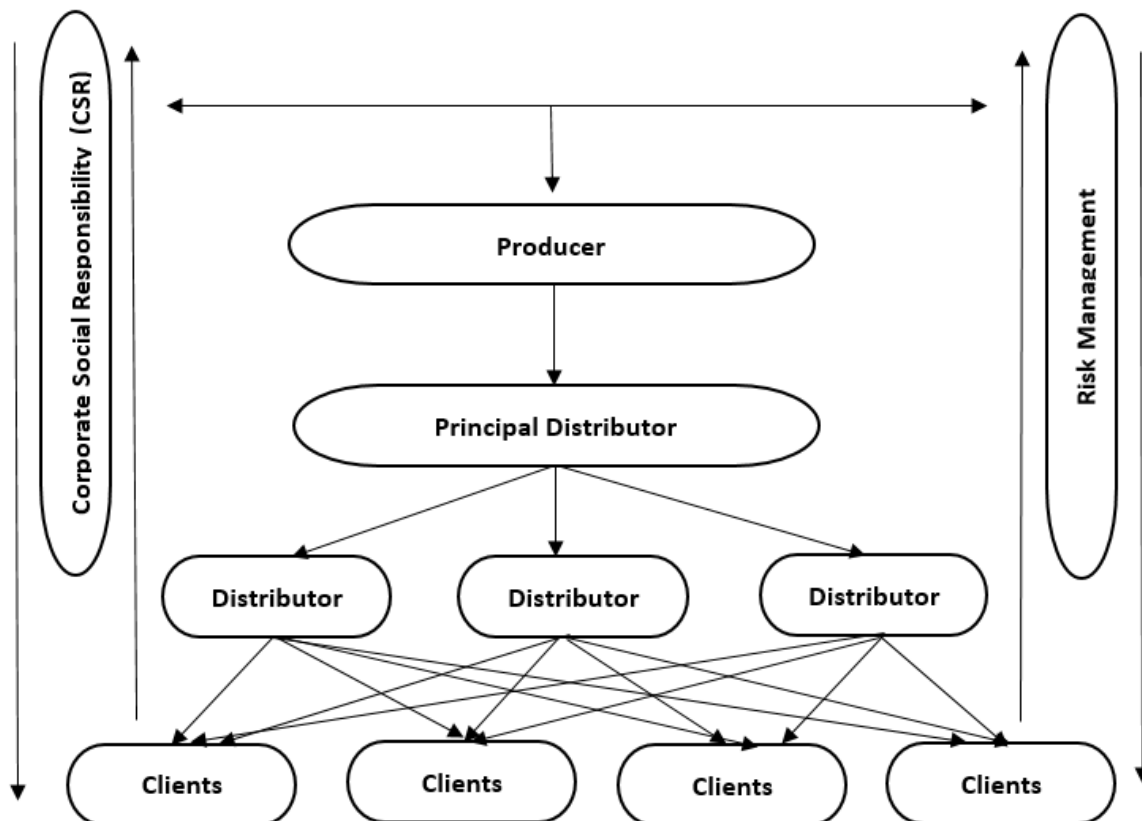 Corporate Social Responsibility (CSR)
Risk Management
Producer
Principal Distributor
Distributor
Distributor
Distributor
Clients
Clients
Clients
Clients